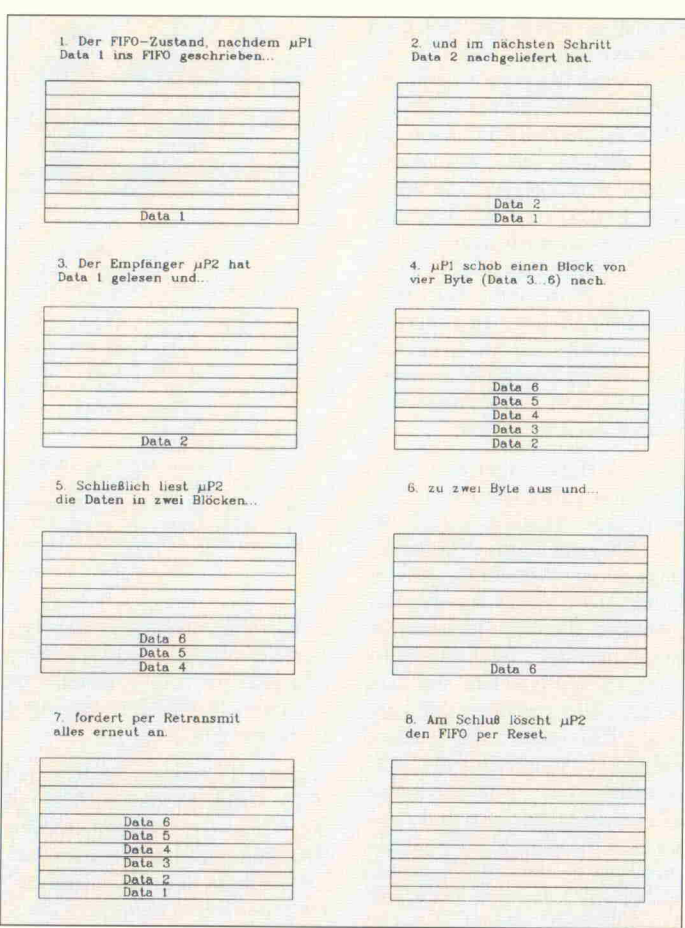 1. Der FIFO-Zustand, nachdem µP1
Data 1 ins FIFO geschrieben...
Data 1
2. und im nächsten Schritt
Data 2 nachgeliefert hat.
Data 2
Data 1
3. Der Empfänger µP2 hat
Data 1 gelesen und...
Data 2
4. µP1 schob einen Block von
vier Byte (Data 3...6) nach.
Data 6
Data 5
Data 4
Data 3
Data 2
5. Schließlich liest µP2
die Daten in zwei Blöcken...
Data 6
Data 5
Data 4
6. zu zwei Byte aus und...
Data 6
7. fordert per Retransmit
alles erneut an.
Data 6
Data 5
Data 4
Data 3
Data 2
Data 1
8. Am Schluß löscht µP2
den FIFO per Reset.